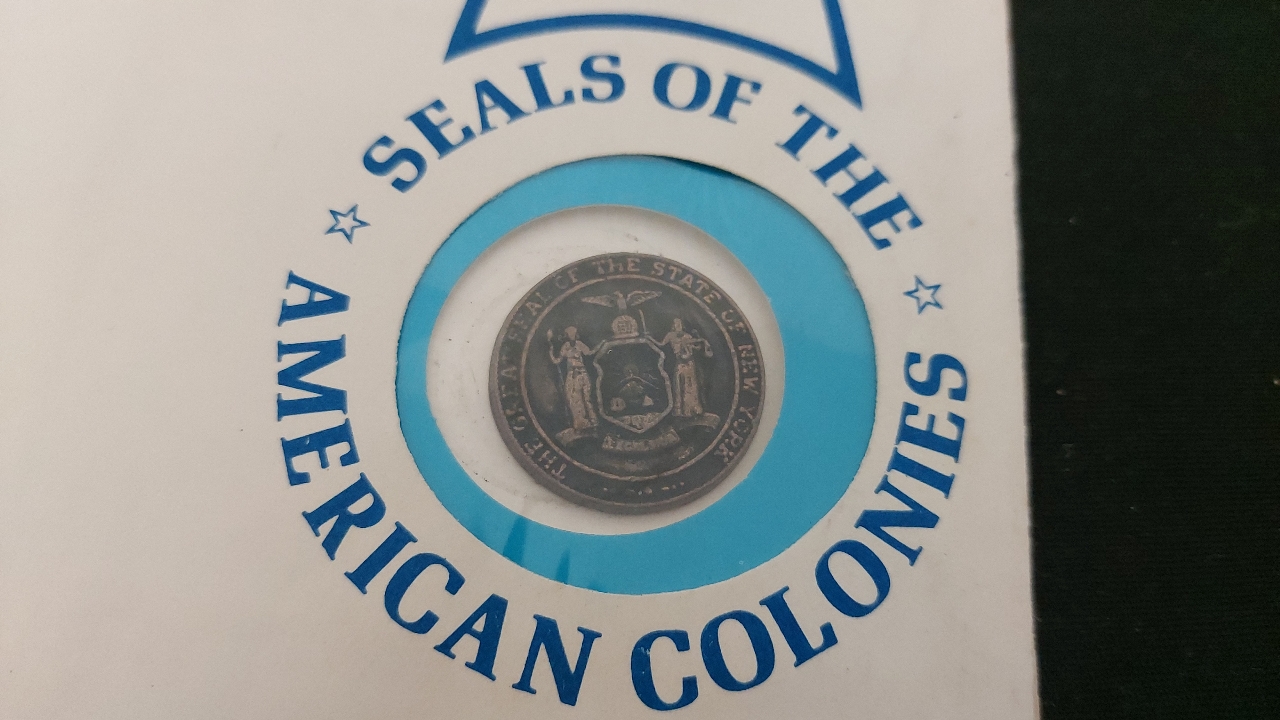 SEALS OF THE
AMERICAN COLONIES
THE GREAT SEAL OF THE STATE OF NEW YORK